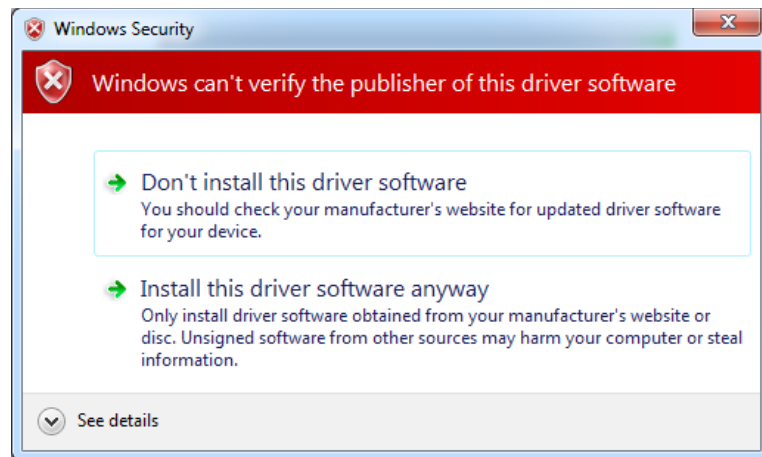 Windows Security
Windows can't verify the publisher of this driver software
Don't install this driver software
You should check your manufacturer's website for updated driver software
for your device.
Install this driver software anyway
Only install driver software obtained from your manufacturer's website or
disc. Unsigned software from other sources may harm your computer or steal
information.
See details